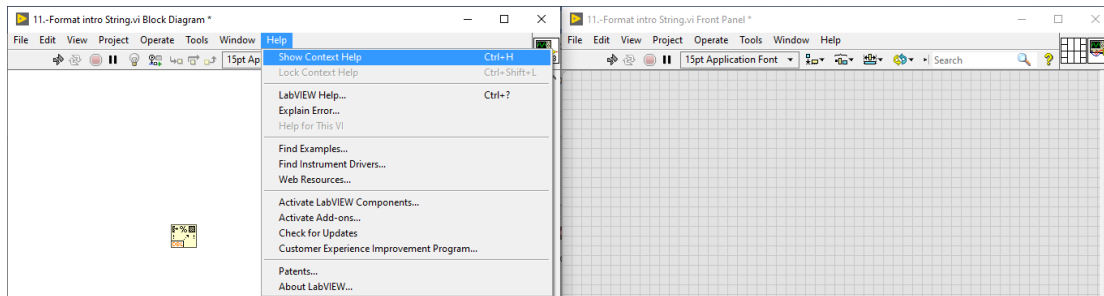 11.-Format intro String.vi Block Diagram *
File Edit View Project Operate Tools Window Help
15pt Ap
Show Context Help Ctrl+H
Lock Context Help Ctrl+Shift+L
LabVIEW Help... Ctrl+?
Explain Error...
Help for This VI
Find Examples...
Find Instrument Drivers...
Web Resources...
Activate LabVIEW Components...
Activate Add-ons...
Check for Updates
Customer Experience Improvement Program...
Patents...
About LabVIEW...
11.-Format intro String.vi Front Panel *
File Edit View Project Operate Tools Window Help
15pt Application Font
Search